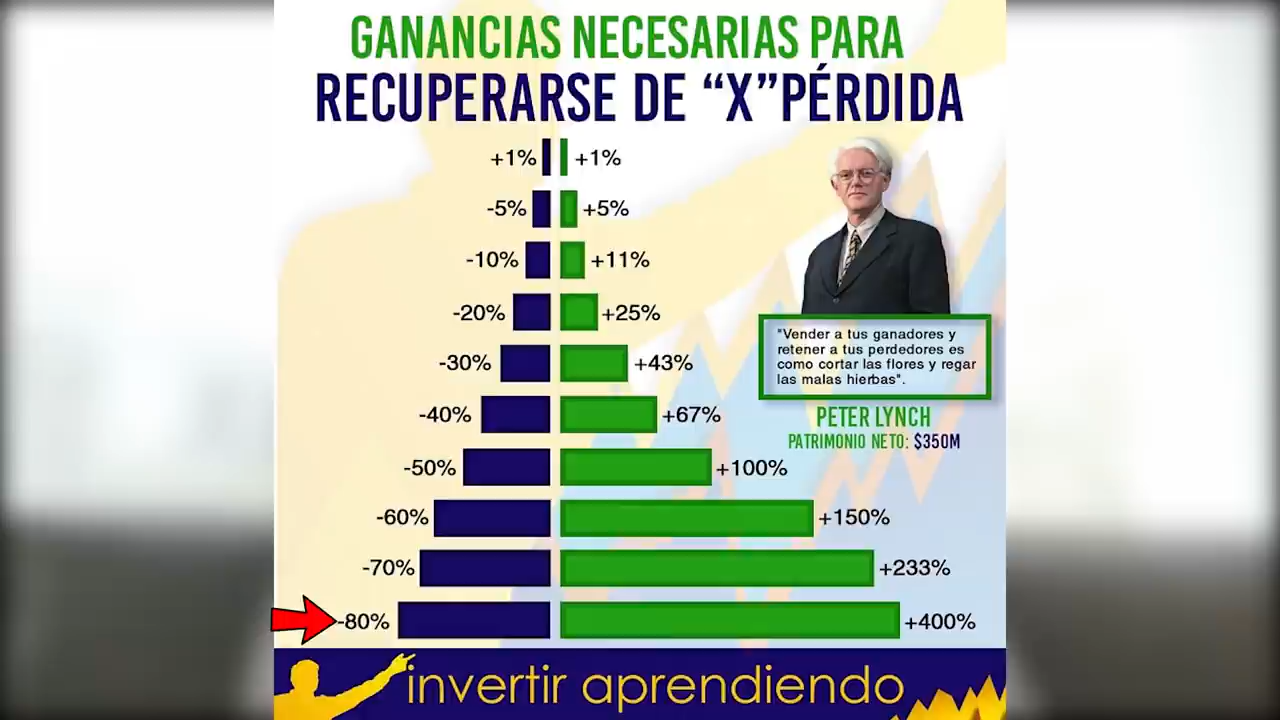 GANANCIAS NECESARIAS PARA
RECUPERARSE DE “X”PÉRDIDA
+1% +1%
-5% +5%
-10% +11%
-20% +25%
-30% +43%
-40% +67%
-50% +100%
-60% +150%
-70% +233%
-80% +400%
"Vender a tus ganadores y
retener a tus perdedores es
como cortar las flores y regar
las malas hierbas".
PETER LYNCH
PATRIMONIO NETO: $350M
invertir aprendiendo